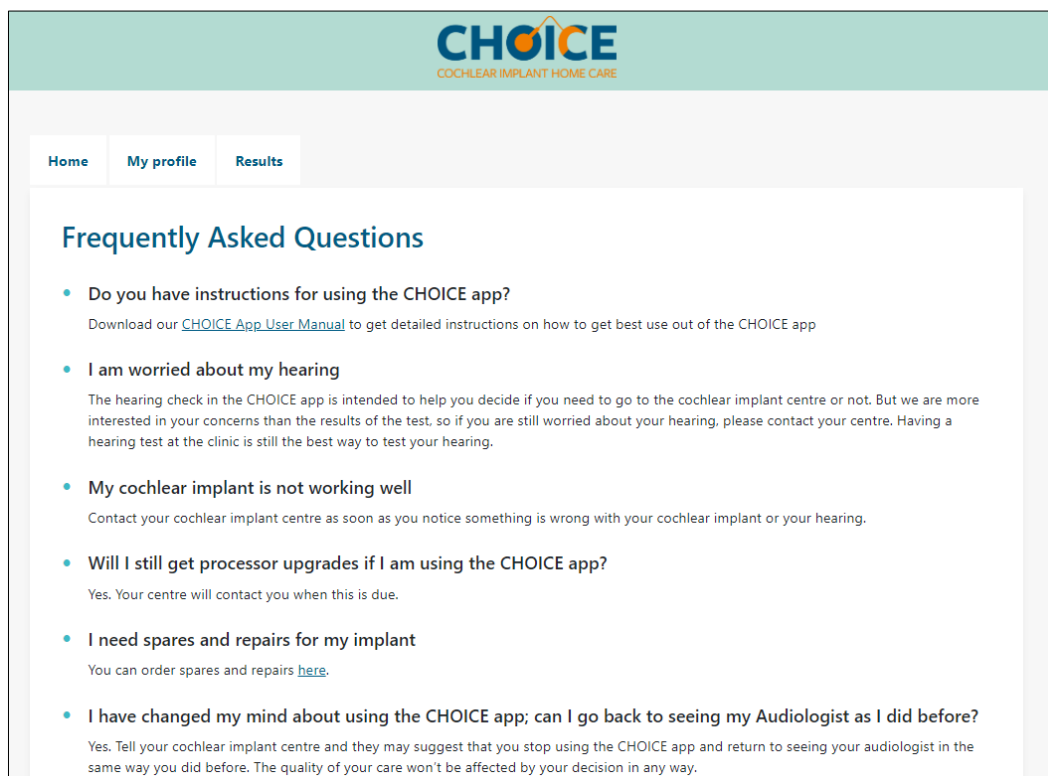 CHOICE
COCHLEAR IMPLANT HOME CARE
Home
My profile
Results
Frequently Asked Questions
Do you have instructions for using the CHOICE app?
Download our CHOICE App User Manual to get detailed instructions on how to get best use out of the CHOICE app
I am worried about my hearing
The hearing check in the CHOICE app is intended to help you decide if you need to go to the cochlear implant centre or not. But we are more
interested in your concerns than the results of the test, so if you are still worried about your hearing, please contact your centre. Having a
hearing test at the clinic is still the best way to test your hearing.
My cochlear implant is not working well
Contact your cochlear implant centre as soon as you notice something is wrong with your cochlear implant or your hearing.
Will I still get processor upgrades if I am using the CHOICE app?
Yes. Your centre will contact you when this is due.
I need spares and repairs for my implant
You can order spares and repairs here.
I have changed my mind about using the CHOICE app; can I go back to seeing my Audiologist as I did before?
Yes. Tell your cochlear implant centre and they may suggest that you stop using the CHOICE app and return to seeing your audiologist in the
same way you did before. The quality of your care won't be affected by your decision in any way.